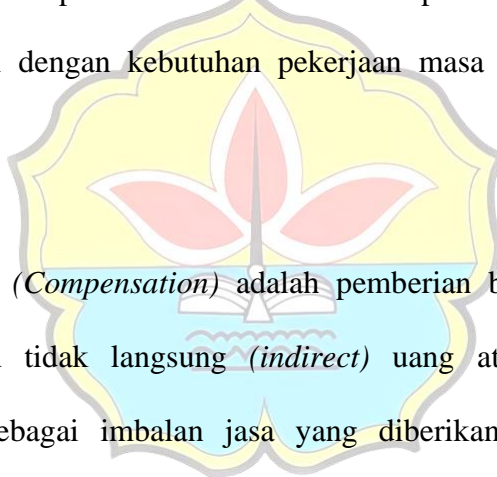 dengan kebutuhan pekerjaan masa
(Compensation) adalah pemberian b
tidak langsung (indirect) uang at
ebagai imbalan jasa yang diberikan